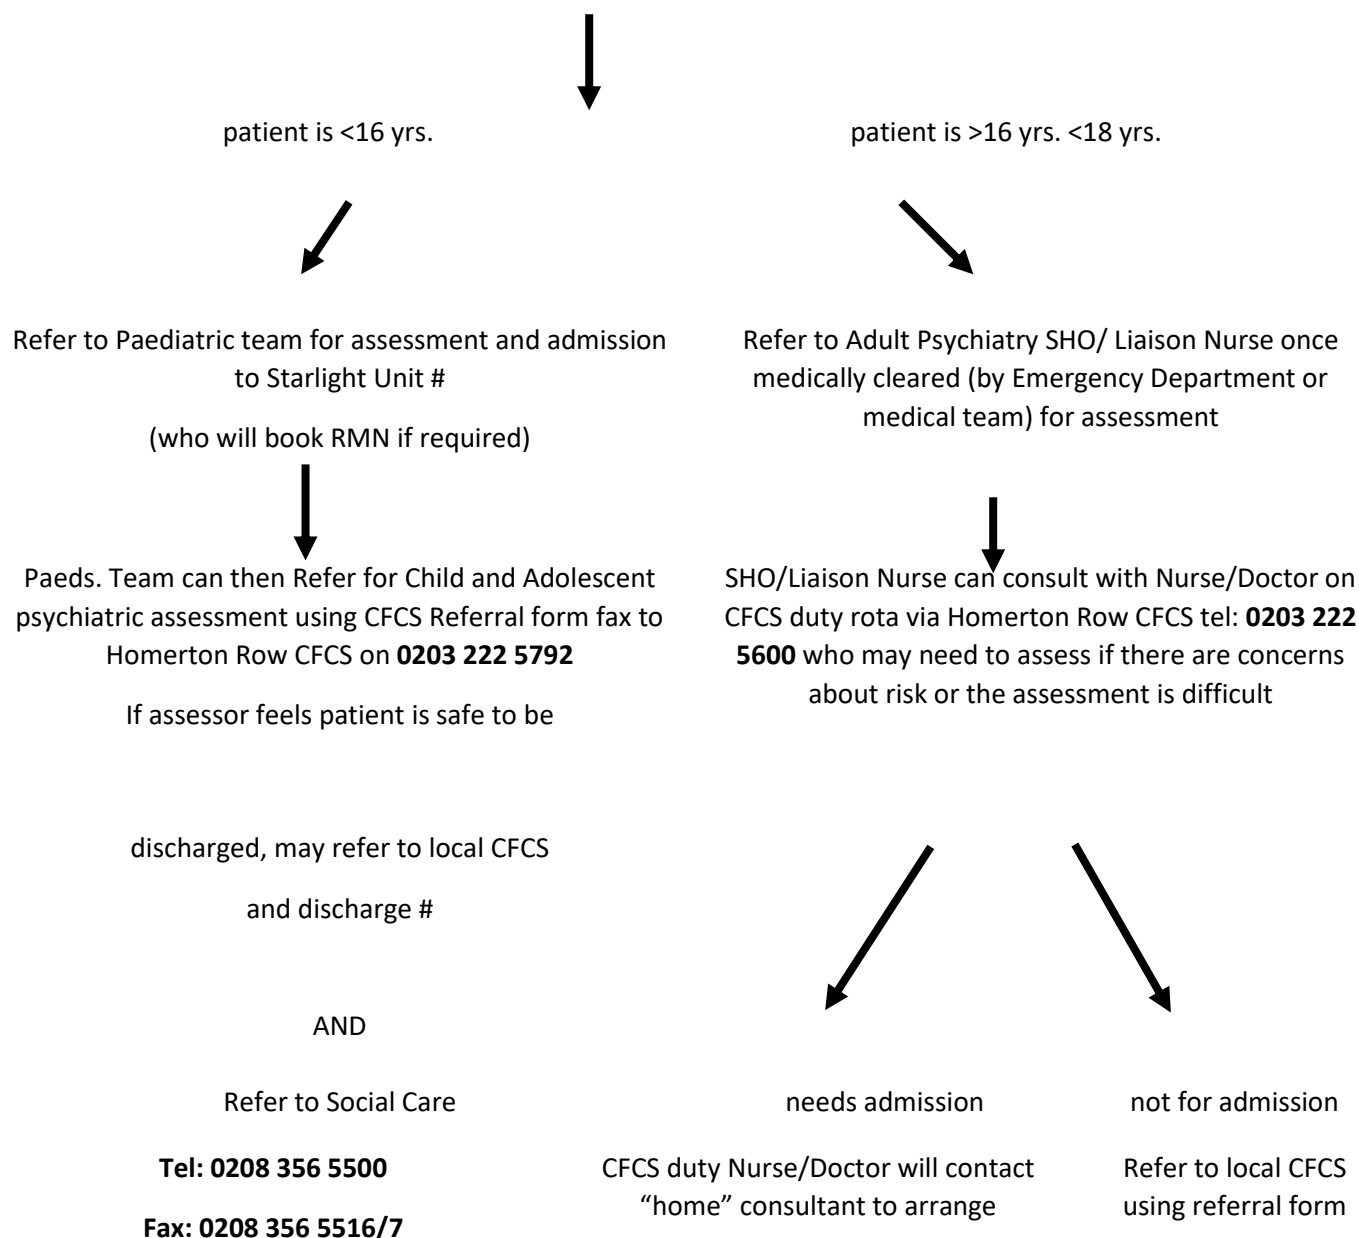 patient is <16 yrs.
patient is >16 yrs. <18 yrs.
Refer to Paediatric team for assessment and admission
to Starlight Unit #
(who will book RMN if required)
Refer to Adult Psychiatry SHO/ Liaison Nurse once
medically cleared (by Emergency Department or
medical team) for assessment
Paeds. Team can then Refer for Child and Adolescent
psychiatric assessment using CFCS Referral form fax to
Homerton Row CFCS on 0203 222 5792
If assessor feels patient is safe to be
SHO/Liaison Nurse can consult with Nurse/Doctor on
CFCS duty rota via Homerton Row CFCS tel: 0203 222
5600 who may need to assess if there are concerns
about risk or the assessment is difficult
discharged, may refer to local CFCS
and discharge #
AND
Refer to Social Care
Tel: 0208 356 5500
Fax: 0208 356 5516/7
needs admission
CFCS duty Nurse/Doctor will contact
“home” consultant to arrange
not for admission
Refer to local CFCS
using referral form